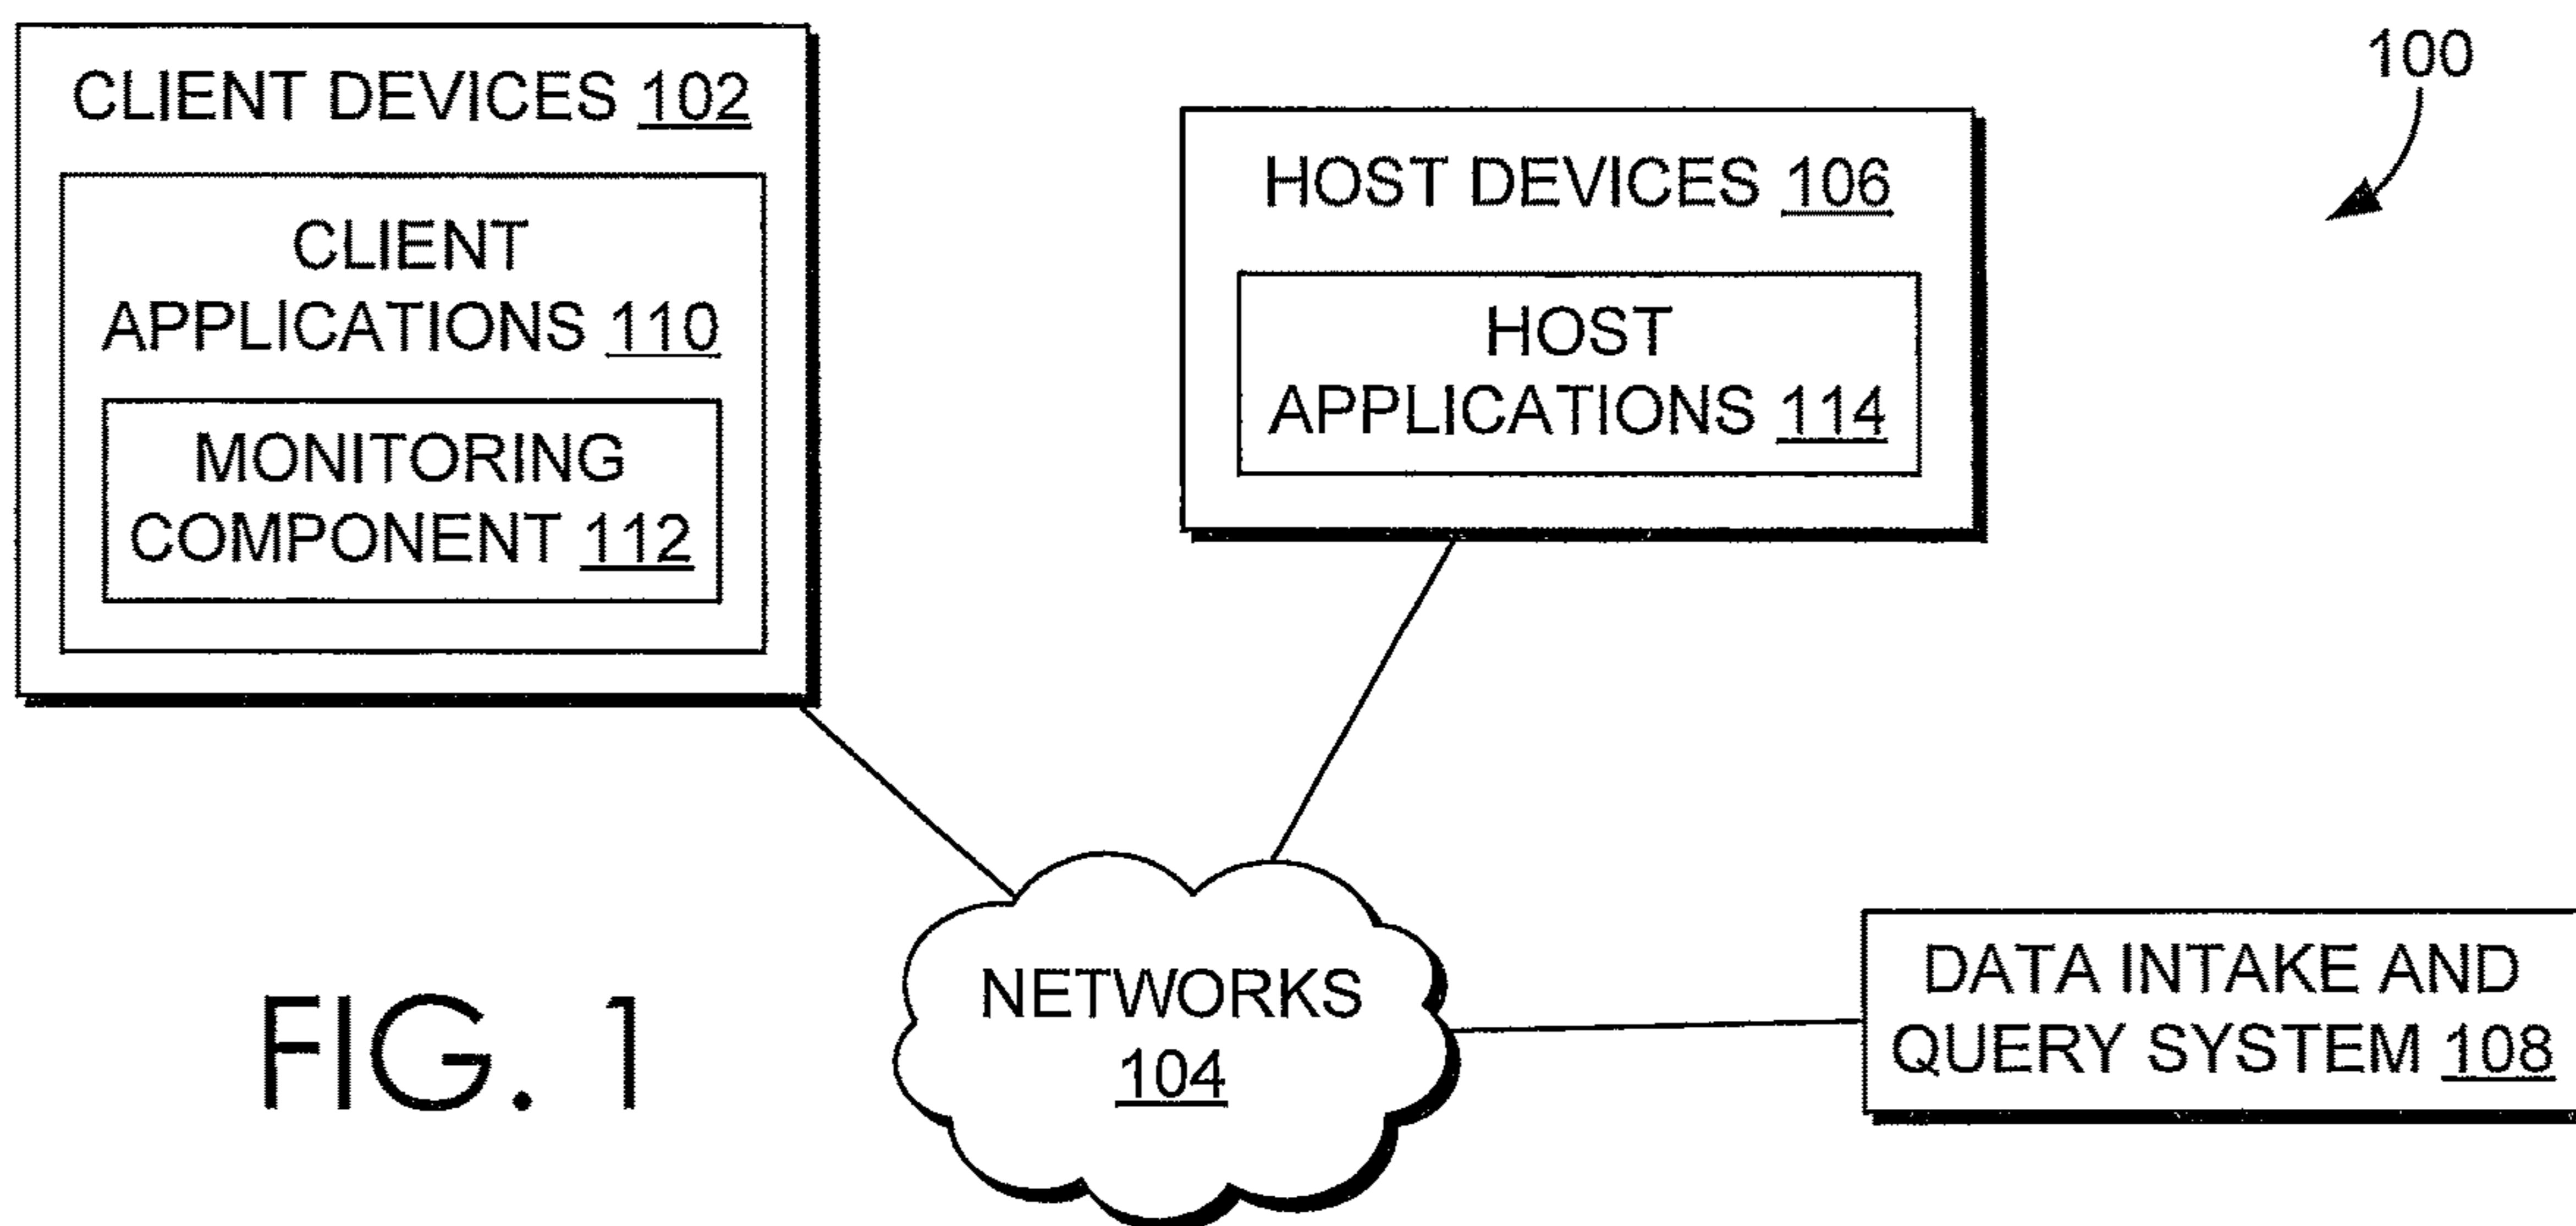 CLIENT DEVICES 102
CLIENT
APPLICATIONS 110
MONITORING
COMPONENT 112
100
HOST DEVICES 106
HOST
APPLICATIONS 114
NETWORKS
104
DATA INTAKE AND
QUERY SYSTEM 108
FIG. 1